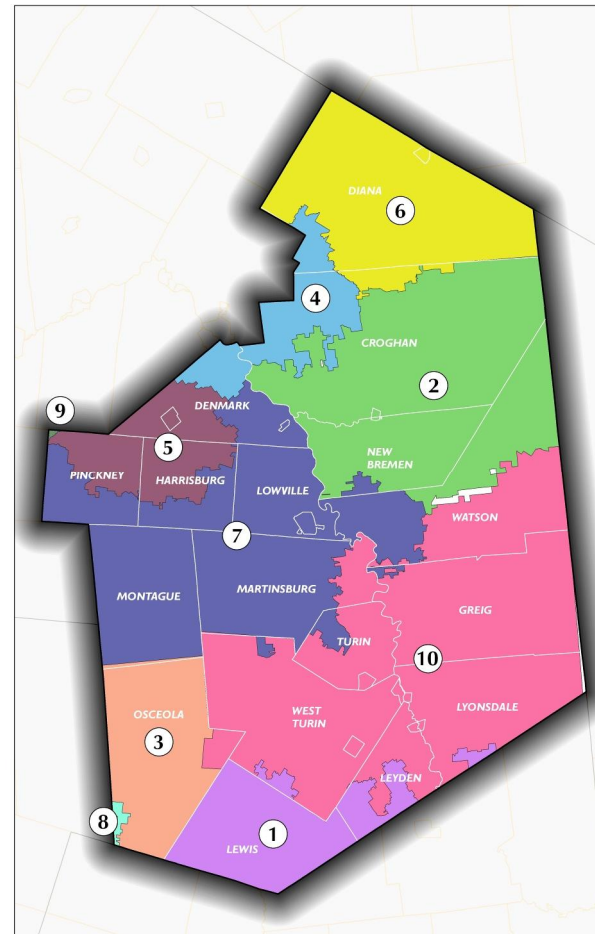 DIANA
6
4
CROGHAN
2
9
DENMARK
5
NEW
BREMEN
PINCKNEY
HARRISBURG
LOWVILLE
WATSON
7
MONTAGUE
MARTINSBURG
GREIG
TURIN
10
OSCEOLA
WEST
TURIN
LYONSDALE
3
LEYDEN
8
1
LEWIS